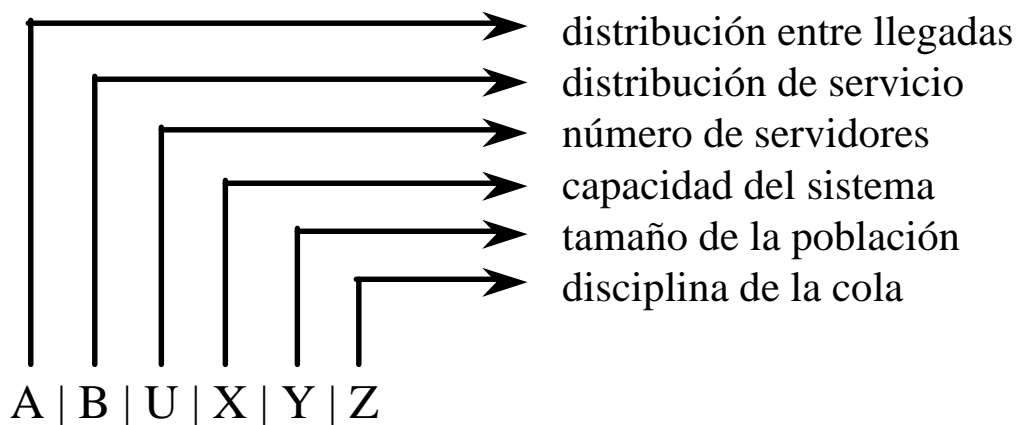 distribución entre llegadas
distribución de servicio
número de servidores
capacidad del sistema
tamaño de la población
disciplina de la cola
A | B | U | X | Y | Z